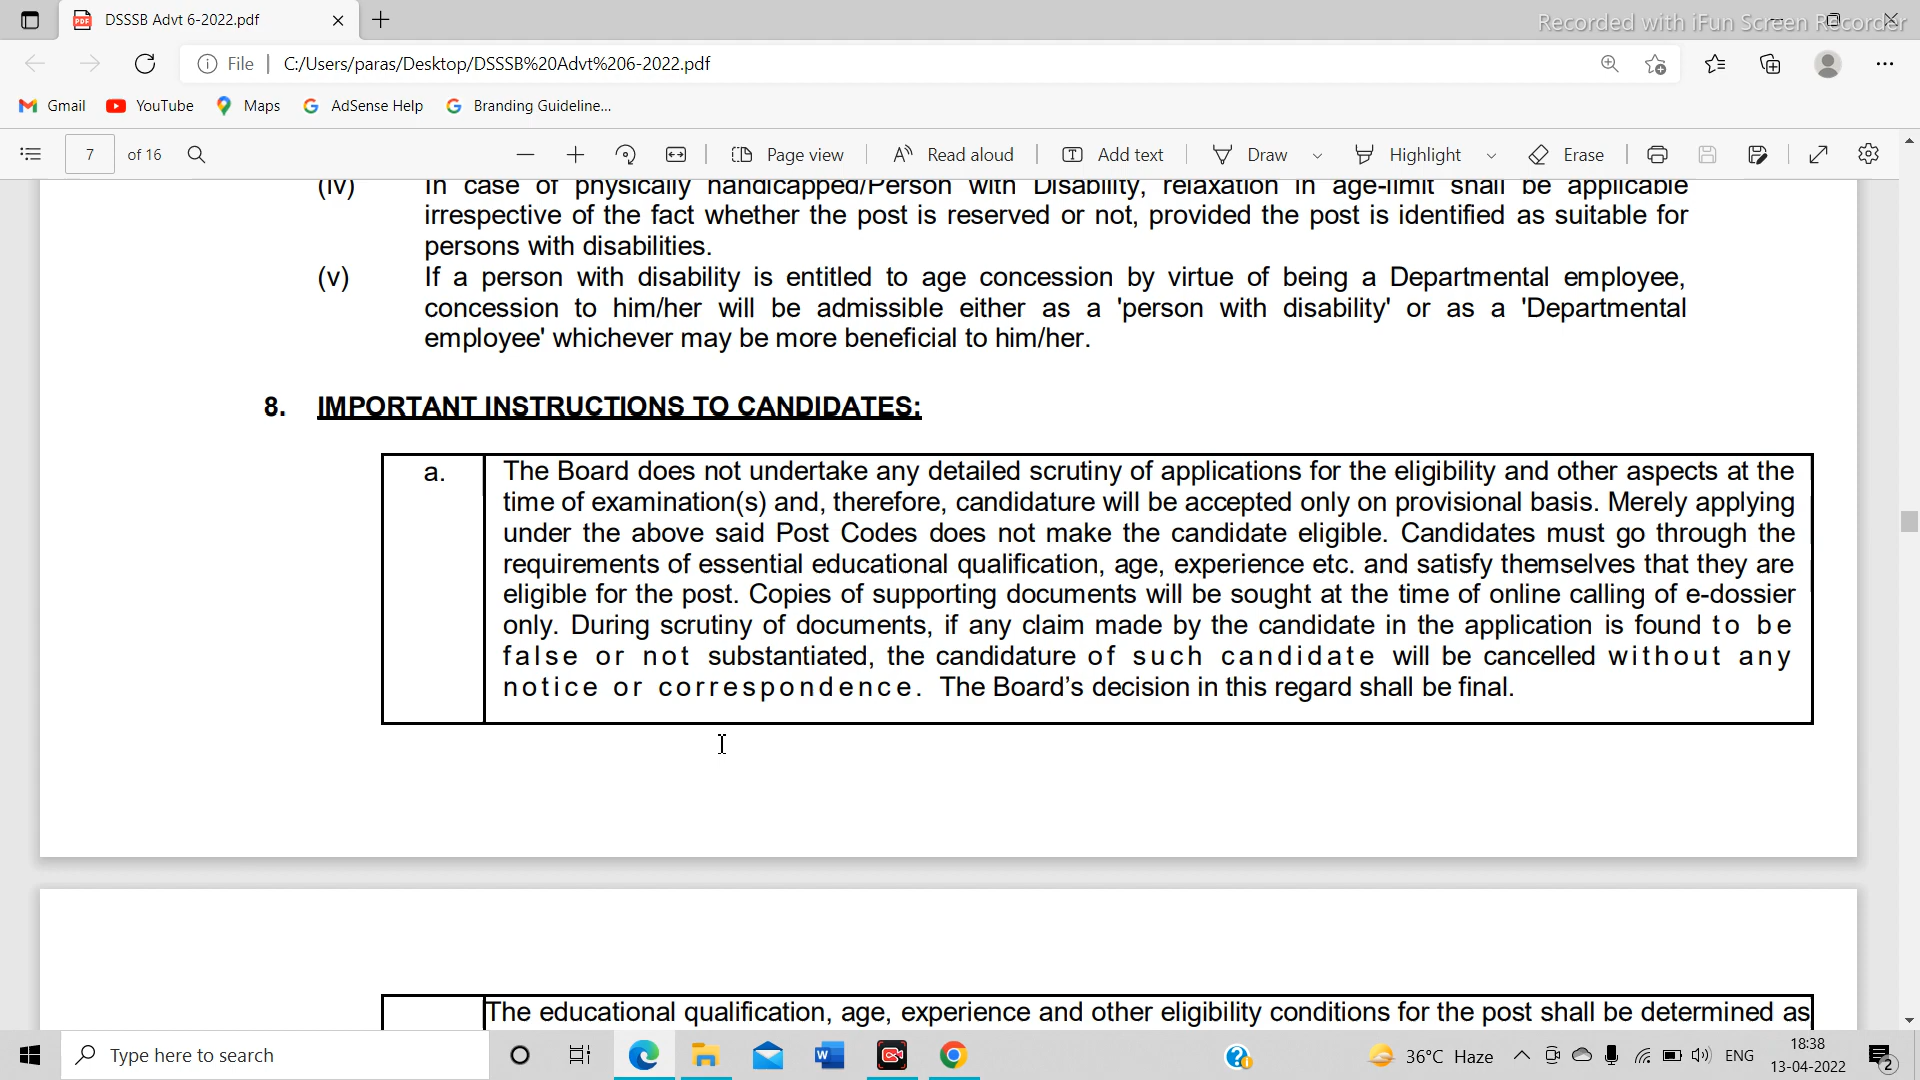 DSSSB Advt 6-2022.pdf
Recorded with iFun Screen Recorder
File | C:/Users/paras/Desktop/DSSSB%20Advt%206-2022.pdf
Gmail YouTube Maps AdSense Help Branding Guideline...
7 of 16 Page view Read aloud Add text Draw Highlight Erase
(iv) In case of physically handicapped/Person with Disability, relaxation in age-limit shall be applicable
irrespective of the fact whether the post is reserved or not, provided the post is identified as suitable for
persons with disabilities.
(v) If a person with disability is entitled to age concession by virtue of being a Departmental employee,
concession to him/her will be admissible either as a 'person with disability' or as a 'Departmental
employee' whichever may be more beneficial to him/her.
8. IMPORTANT INSTRUCTIONS TO CANDIDATES:
a. The Board does not undertake any detailed scrutiny of applications for the eligibility and other aspects at the
time of examination(s) and, therefore, candidature will be accepted only on provisional basis. Merely applying
under the above said Post Codes does not make the candidate eligible. Candidates must go through the
requirements of essential educational qualification, age, experience etc. and satisfy themselves that they are
eligible for the post. Copies of supporting documents will be sought at the time of online calling of e-dossier
only. During scrutiny of documents, if any claim made by the candidate in the application is found to be
false or not substantiated, the candidature of such candidate will be cancelled without any
notice or correspondence. The Board's decision in this regard shall be final.
The educational qualification, age, experience and other eligibility conditions for the post shall be determined as
Type here to search
36°C Haze ENG
18:38
13-04-2022
2